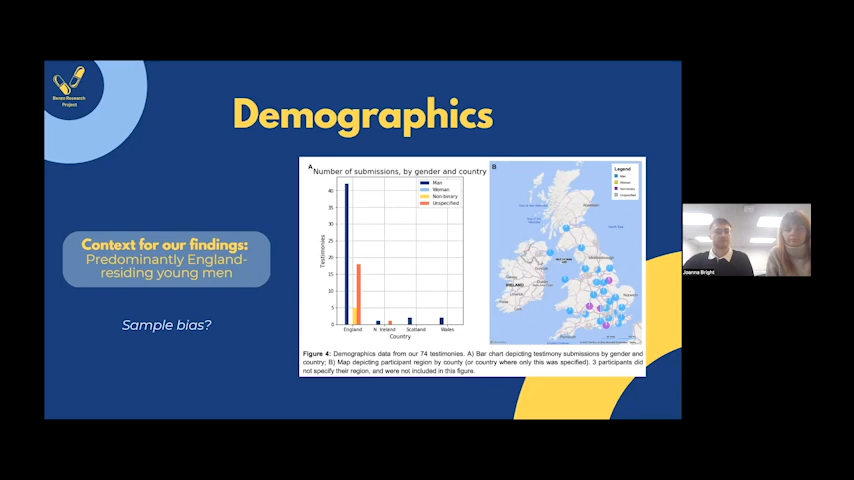 Benzo Research
Project
Demographics
Context for our findings:
Predominantly England-
residing young men
Sample bias?
A
Number of submissions, by gender and country
Man
Woman
Non-binary
Unspecified
Testimonies
40
35
30
25
20
15
10
5
0
England
N Ireland
Scotland
Wales
Country
B
Legend
Man
Woman
Non-binary
Unspecified
IRELAND
Figure 4: Demographics data from our 74 testimonies. A) Bar chart depicting testimony submissions by gender and
country; B) Map depicting participant region by county (or country where only this was specified). 3 participants did
not specify their region, and were not included in this figure.
Joanna Bright